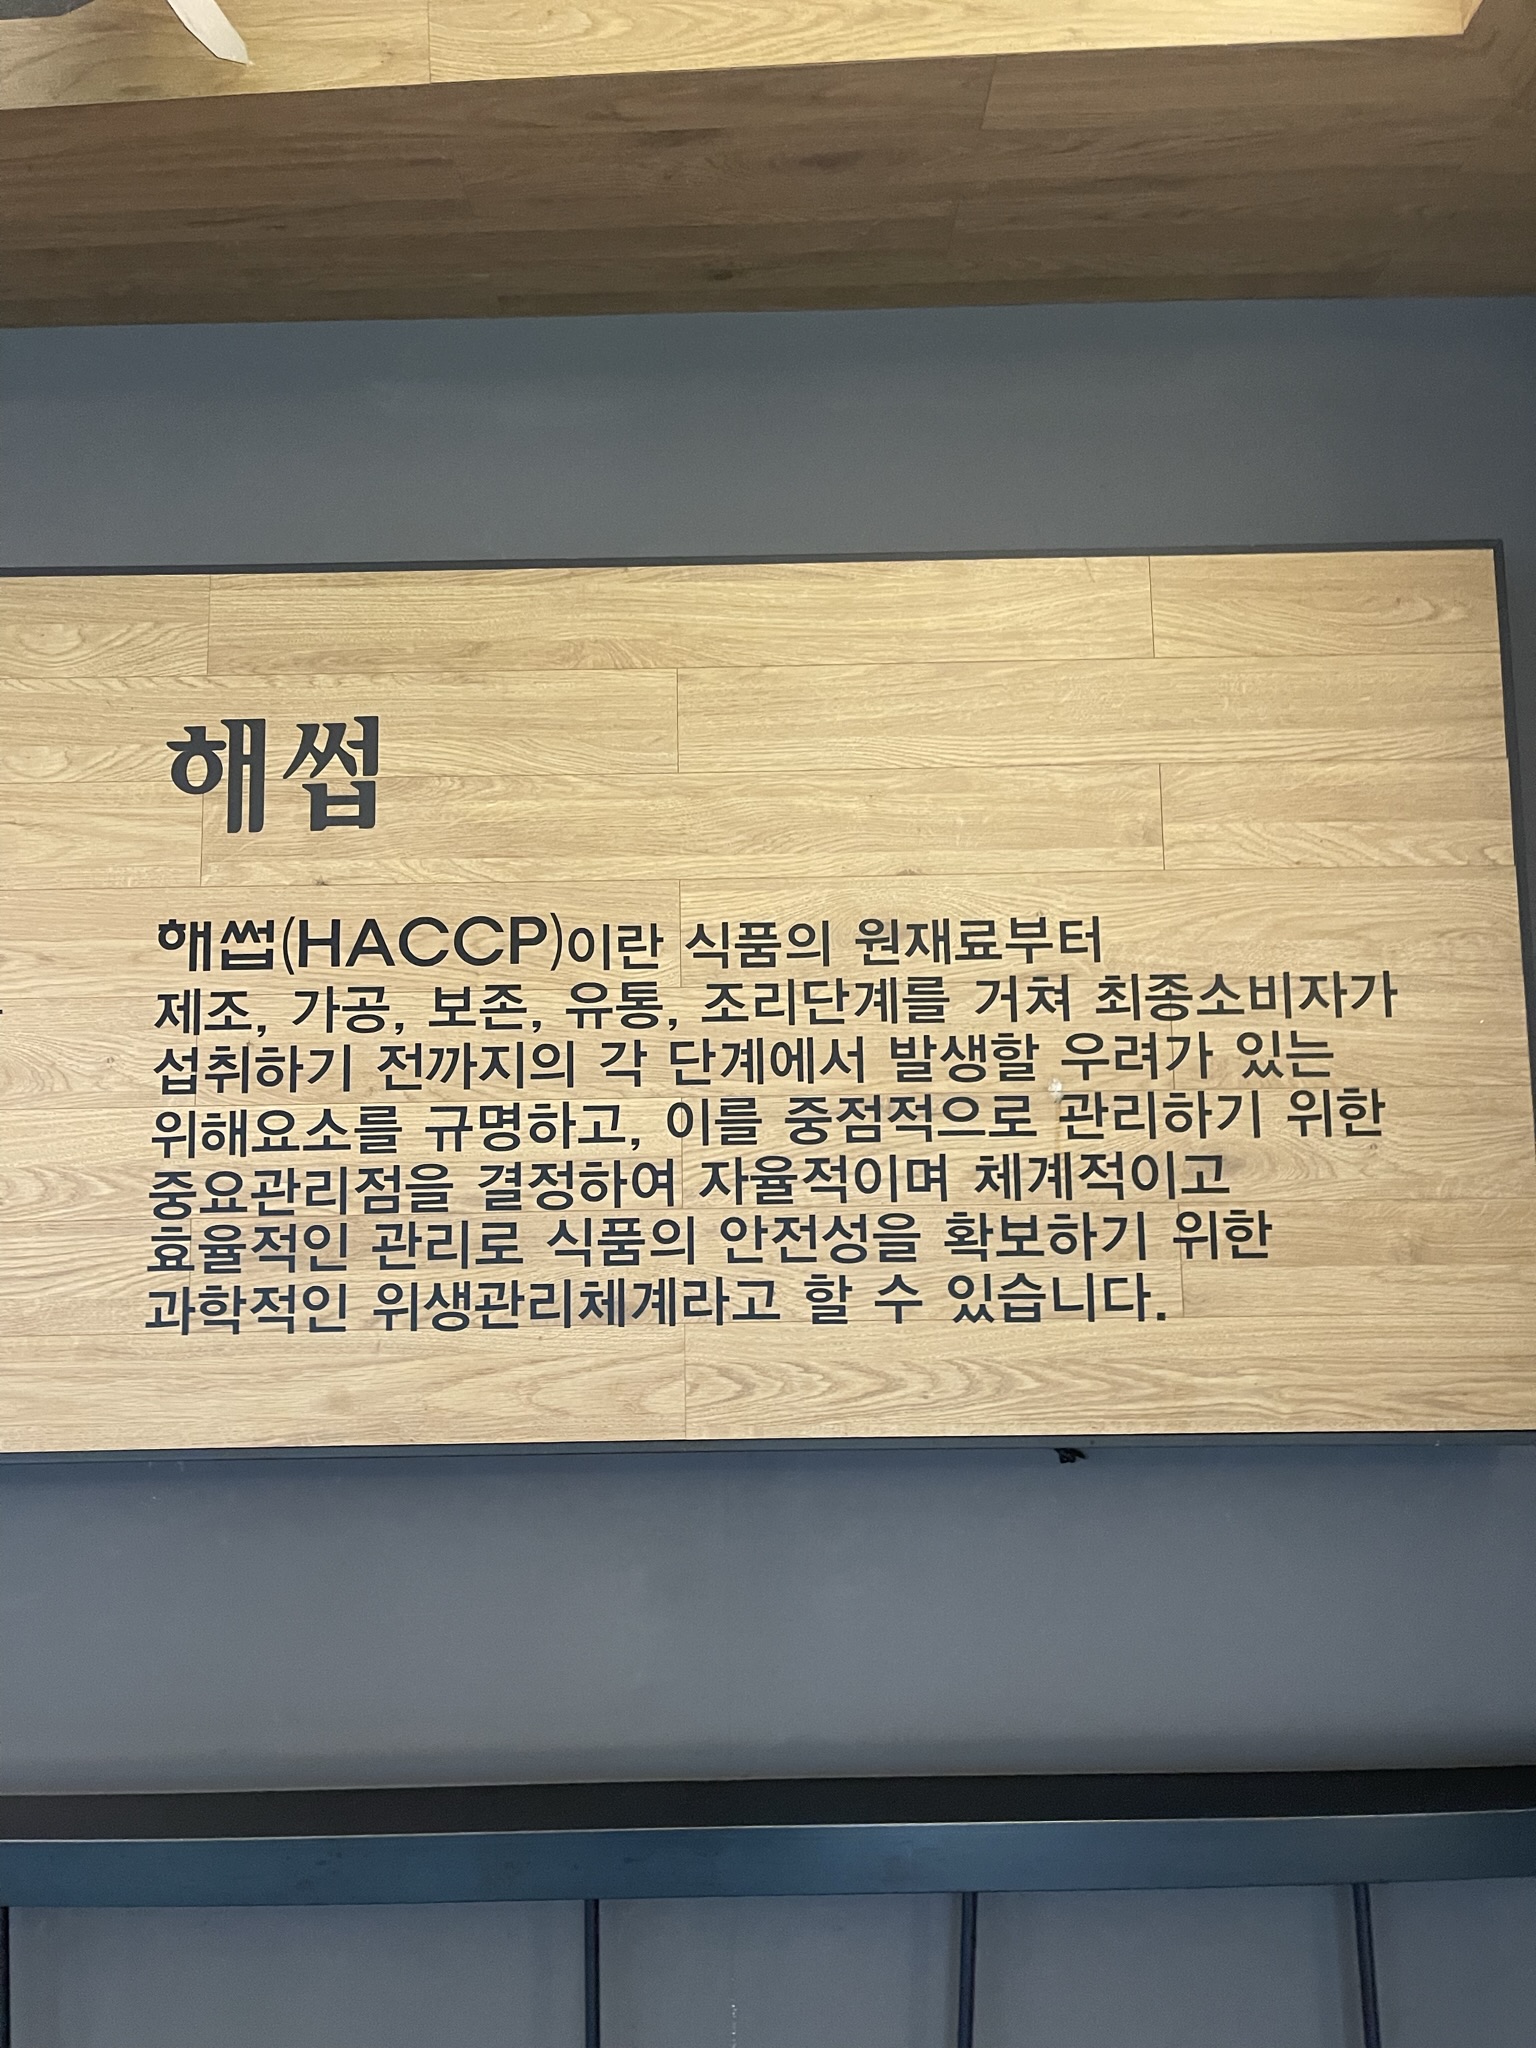 해썹
해썹(HACCP)이란 식품의 원재료부터
제조, 가공, 보존, 유통, 조리단계를 거쳐 최종소비자가
섭취하기 전까지의 각 단계에서 발생할 우려가 있는
위해요소를 규명하고, 이를 중점적으로 관리하기 위한
중요관리점을 결정하여 자율적이며 체계적이고
효율적인 관리로 식품의 안전성을 확보하기 위한
과학적인 위생관리체계라고 할 수 있습니다.